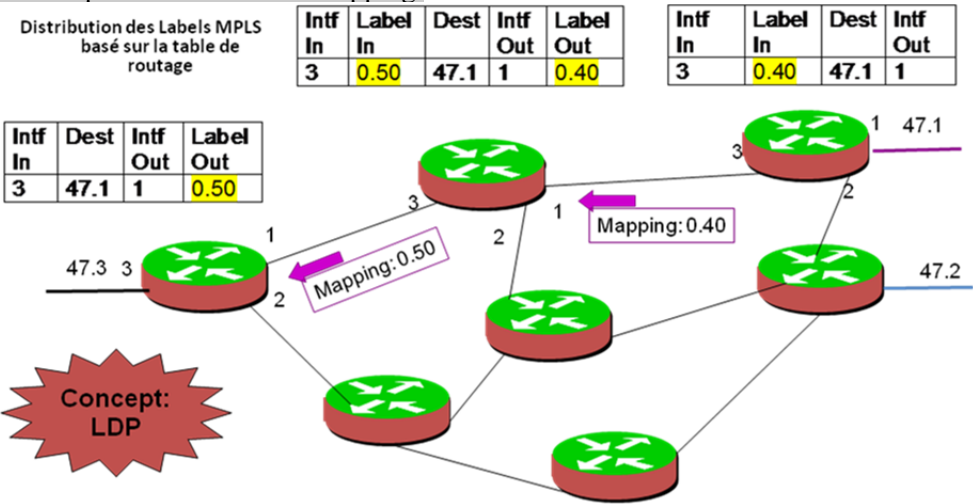 Distribution des Labels MPLS
basé sur la table de
routage
Intf Label Dest Intf Label
In In Out Out
3 0.50 47.1 1 0.40
Intf Label Dest Intf
In In Out
3 0.40 47.1 1
Intf Dest Intf Label
In Out Out
3 47.1 1 0.50
1 47.1
3
2
3
1
Mapping: 0.40
2
1
Mapping: 0.50
47.3 3
2
47.2
Concept:
LDP